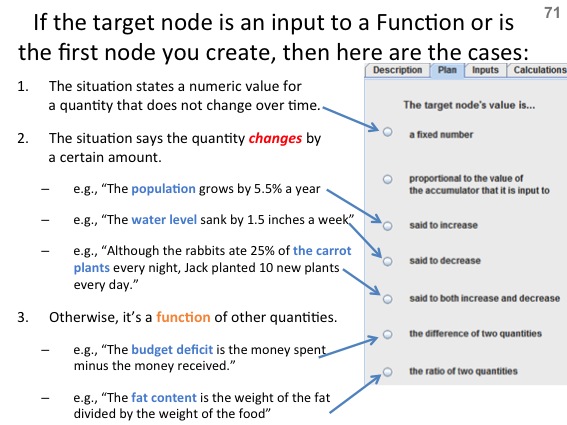 71
If the target node is an input to a Function or is
the first node you create, then here are the cases:
1. The situation states a numeric value for
a quantity that does not change over time.
2. The situation says the quantity changes by
a certain amount.
– e.g., “The population grows by 5.5% a year
– e.g., “The water level sank by 1.5 inches a week”
– e.g., “Although the rabbits ate 25% of the carrot
plants every night, Jack planted 10 new plants
every day.”
3. Otherwise, it’s a function of other quantities.
– e.g., “The budget deficit is the money spent
minus the money received.”
– e.g., “The fat content is the weight of the fat
divided by the weight of the food”
Description Plan Inputs Calculations
The target node's value is...
a fixed number
proportional to the value of
the accumulator that it is input to
said to increase
said to decrease
said to both increase and decrease
the difference of two quantities
the ratio of two quantities